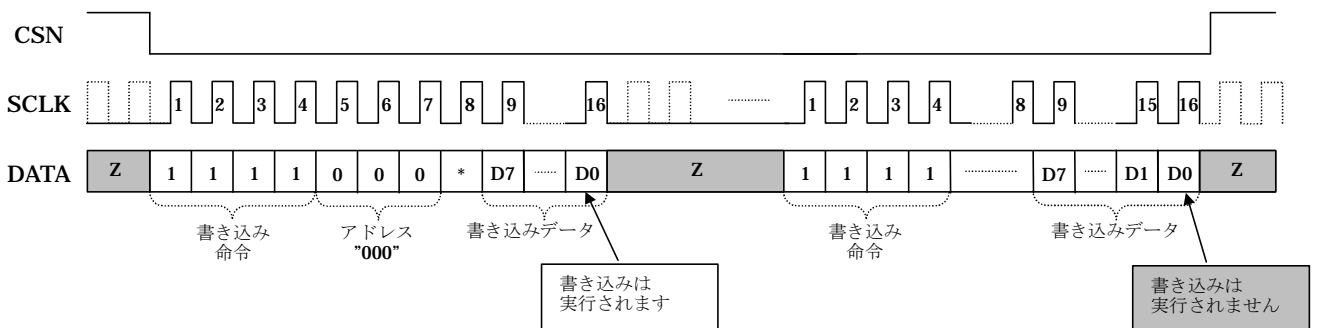 CSN
SCLK 1 2 3 4 5 6 7 8 9 16 1 2 3 4 8 9 15 16
DATA Z 1 1 1 1 0 0 0 * D7 ...... D0 Z 1 1 1 1 .............. D7 ...... D1 D0 Z
書き込み
命令
アドレス
"000"
書き込みデータ
書き込み
命令
書き込みデータ
書き込みは
実行されます
書き込みは
実行されません